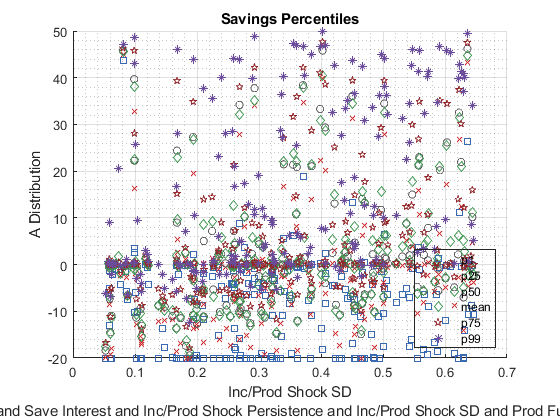 Savings Percentiles
50
40
30
20
10
0
-10
-20
A Distribution
0
0.1
0.2
0.3
0.4
0.5
0.6
0.7
Inc/Prod Shock SD
p25
p50
mean
p75
p99
and Save Interest and Inc/Prod Shock Persistence and Inc/Prod Shock SD and Prod Fu